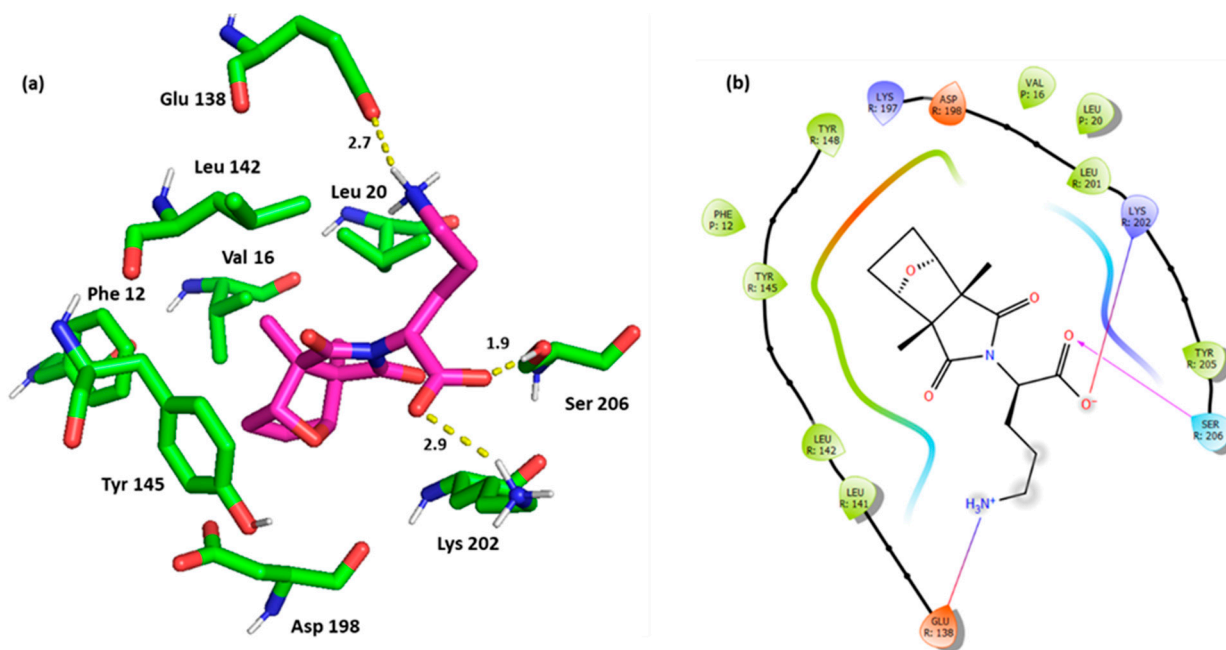 (a)
Glu 138
2.7
Leu 142
Leu 20
Val 16
Phe 12
1.9
Ser 206
2.9
Tyr 145
Lys 202
Asp 198
(b)
LYS
R: 197
ASP
R: 198
VAL
P: 16
LEU
P: 20
TYR
R: 148
LEU
R: 201
LYS
R: 202
PHE
P: 12
TYR
R: 145
O
O
N
O
O
O⁻
TYR
R: 205
SER
R: 206
LEU
R: 142
LEU
R: 141
H₃N⁺
GLU
R: 138